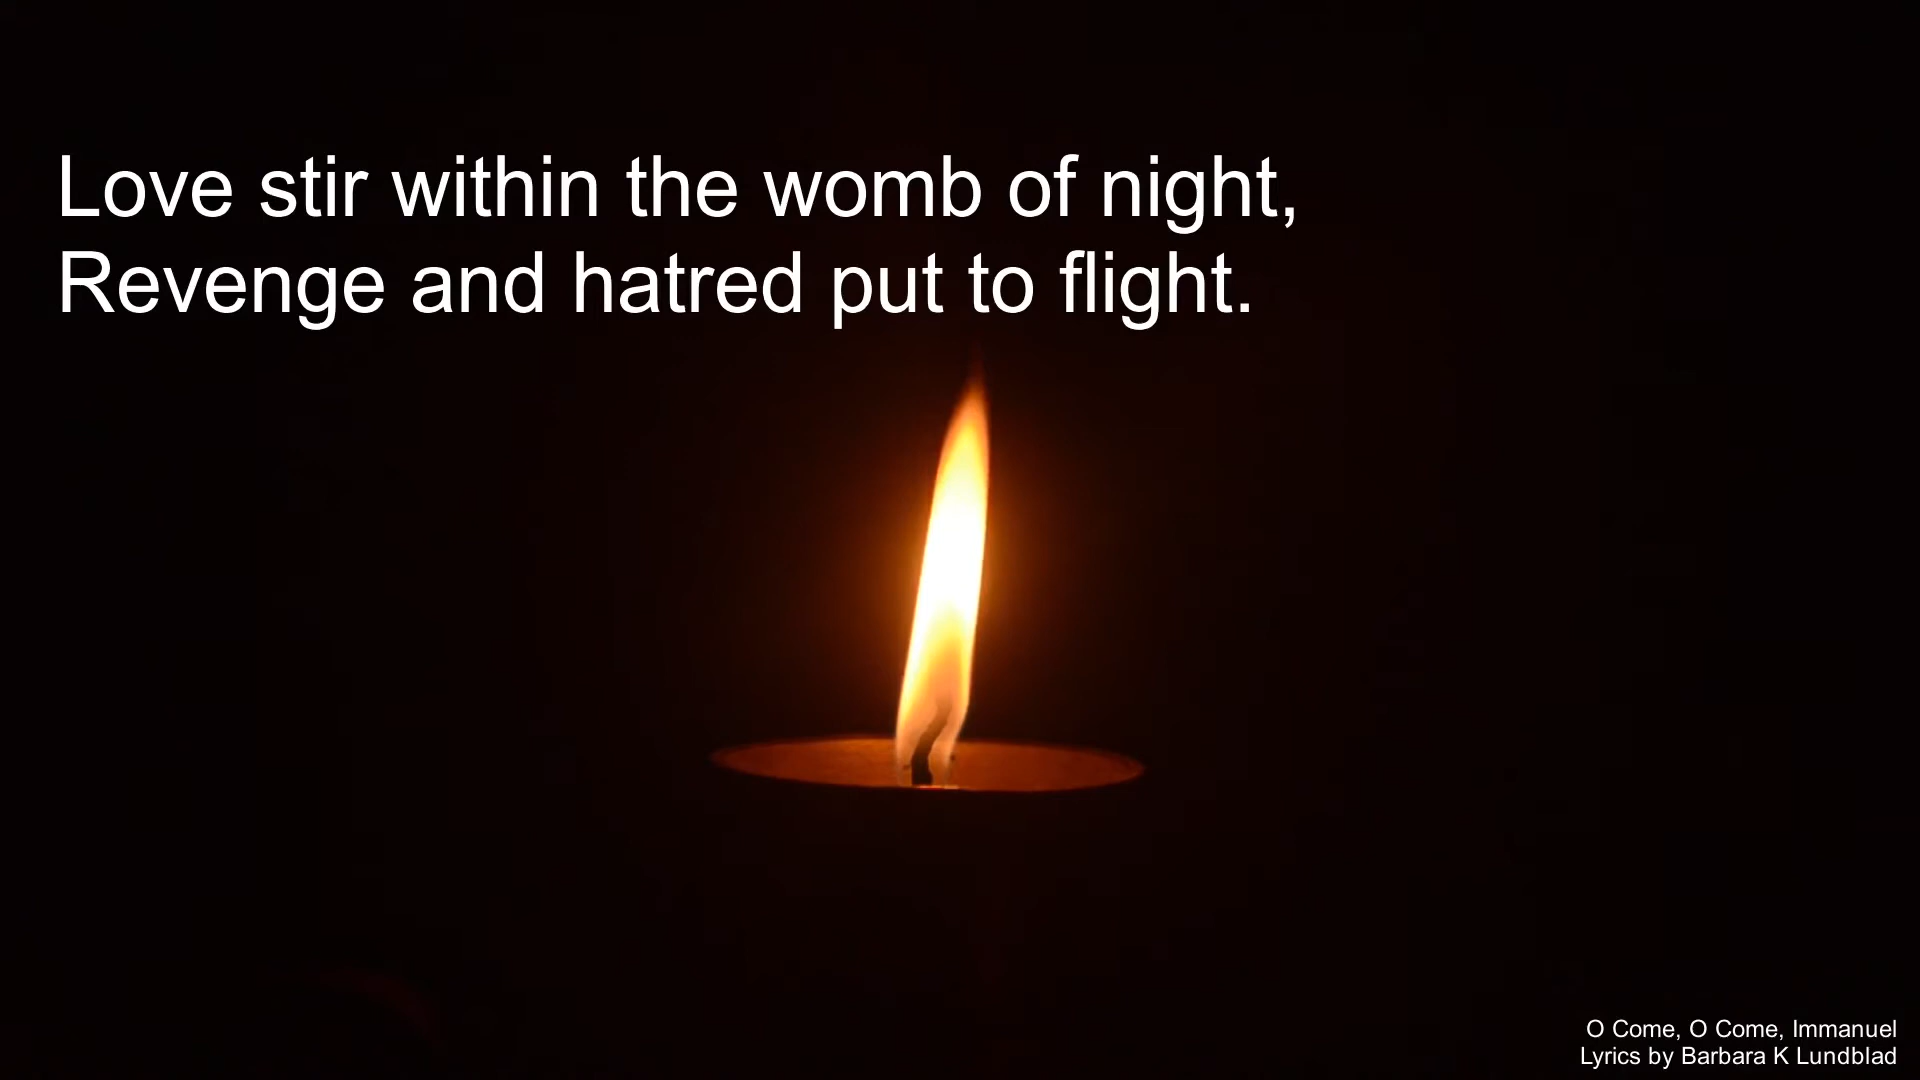 Love stir within the womb of night,
Revenge and hatred put to flight.
O Come, O Come, Immanuel
Lyrics by Barbara K Lundblad